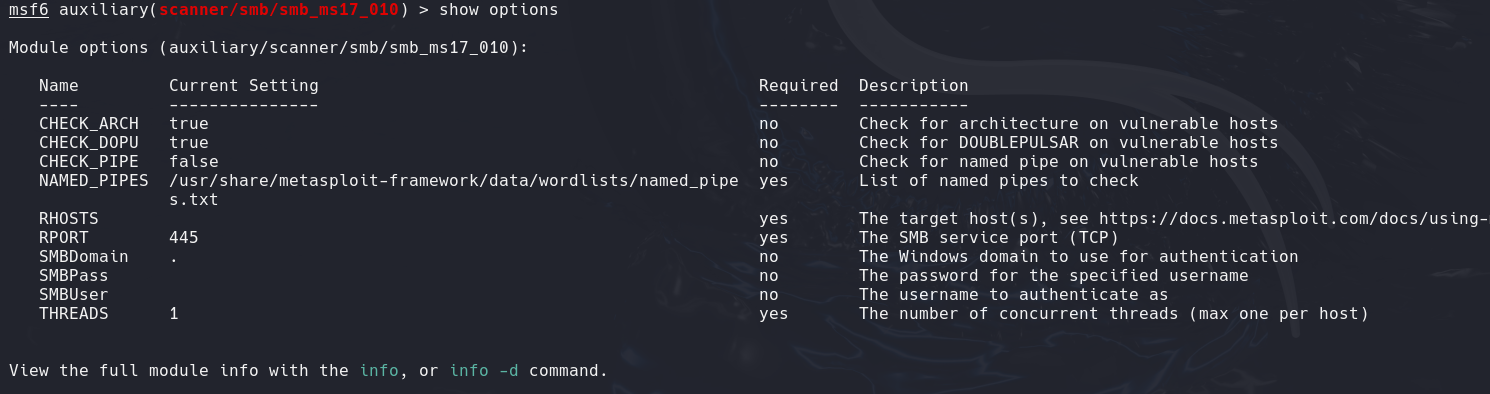 msf6 auxiliary(scanner/smb/smb_ms17_010) > show options
Module options (auxiliary/scanner/smb/smb_ms17_010):
Name Current Setting Required Description
---- --------------- -------- -----------
CHECK_ARCH true no Check for architecture on vulnerable hosts
CHECK_DOPU true no Check for DOUBLEPULSAR on vulnerable hosts
CHECK_PIPE false no Check for named pipe on vulnerable hosts
NAMED_PIPES /usr/share/metasploit-framework/data/wordlists/named_pipe yes List of named pipes to check
s.txt
RHOSTS yes The target host(s), see https://docs.metasploit.com/docs/using-
RPORT 445 yes The SMB service port (TCP)
SMBDomain . no The Windows domain to use for authentication
SMBPass no The password for the specified username
SMBUser no The username to authenticate as
THREADS 1 yes The number of concurrent threads (max one per host)
View the full module info with the info, or info -d command.